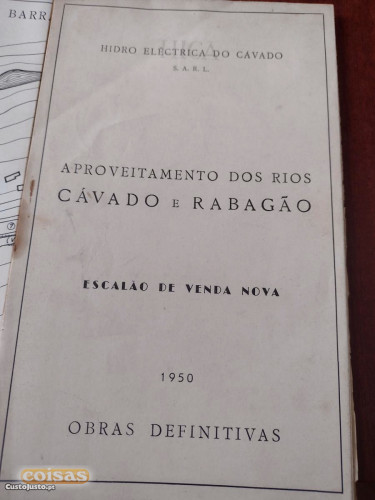 BARR
HIDRO ELÉCTRICA DO CÁVADO
S. A. R. L.
APROVEITAMENTO DOS RIOS
CÁVADO E RABAGÃO
ESCALÃO DE VENDA NOVA
1950
OBRAS DEFINITIVAS
coisas
CustoJusto.pt